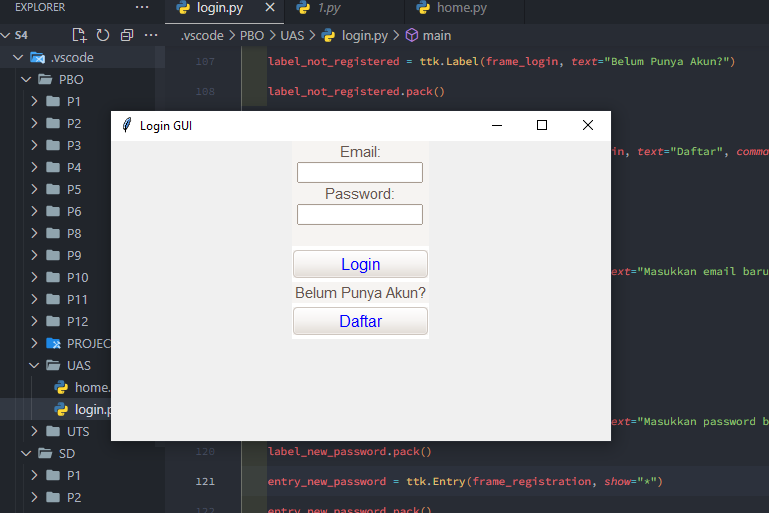 EXPLORER ··· login.py × 1.py home.py
S4 .vscode > PBO > UAS > login.py > main
.vscode
PBO
P1
P2
P3
P4
P5
P6
P7
P8
P9
P10
P11
P12
PROJEC
UAS
home.
login.p
UTS
SD
P1
P2
107 label_not_registered = ttk.Label(frame_login, text="Belum Punya Akun?")
108 label_not_registered.pack()
in, text="Daftar", comma
ext="Masukkan email baru
ext="Masukkan password b
120 label_new_password.pack()
121 entry_new_password = ttk.Entry(frame_registration, show="*")
122 entry_new_password.pack()
Login GUI
Email:
Password:
Login
Belum Punya Akun?
Daftar